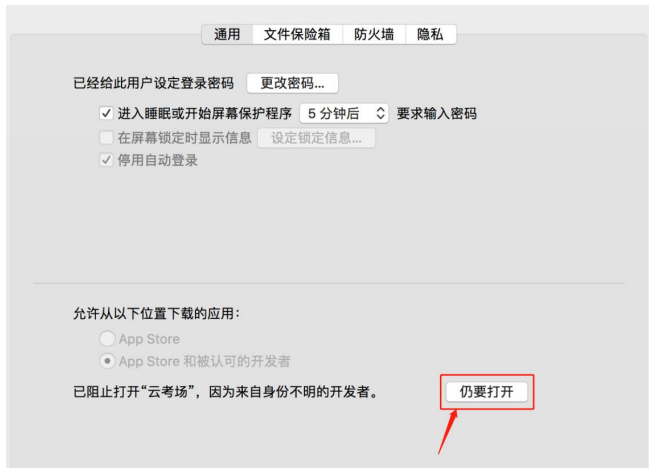 通用 文件保险箱 防火墙 隐私
已经给此用户设定登录密码 更改密码...
进入睡眠或开始屏幕保护程序 5 分钟后 要求输入密码
在屏幕锁定时显示信息 设定锁定信息...
停用自动登录
允许从以下位置下载的应用：
App Store
App Store 和被认可的开发者
已阻止打开“云考场”，因为来自身份不明的开发者。 仍要打开